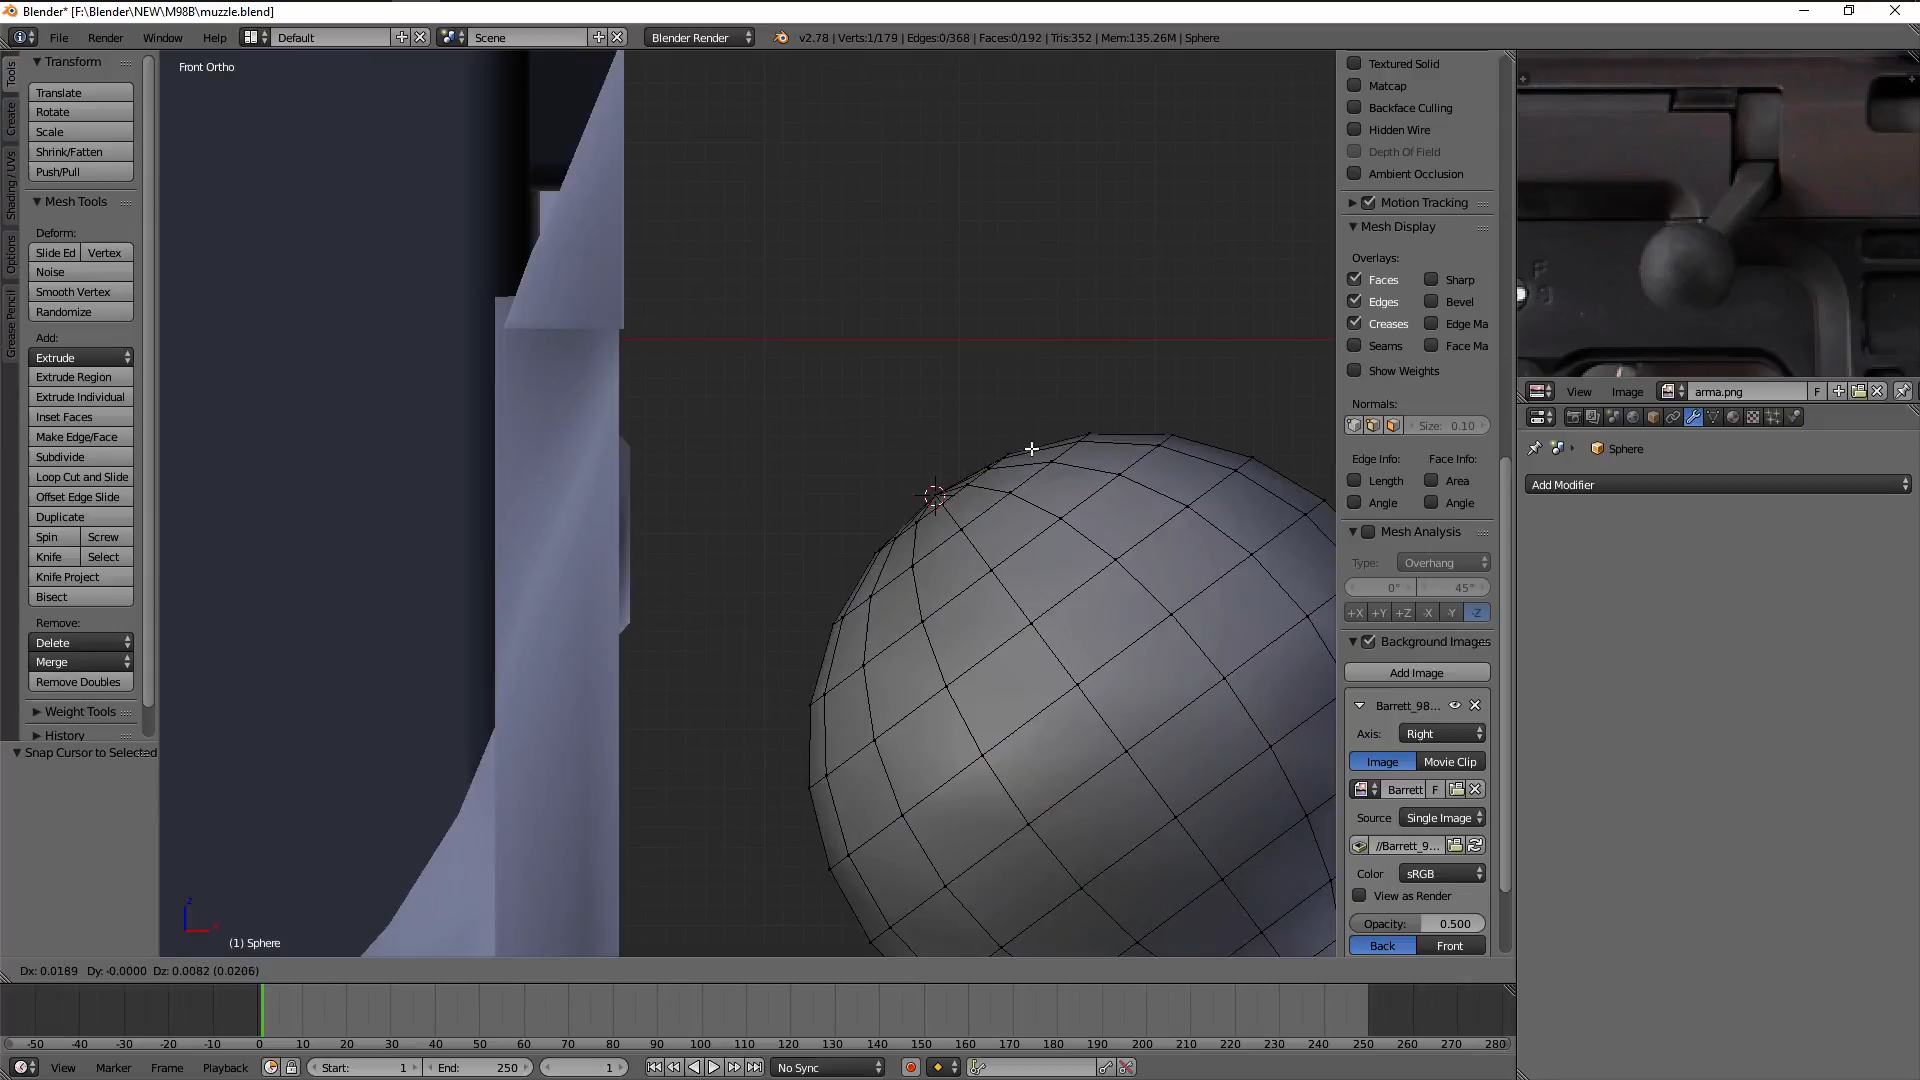 Blender* [F:\Blender\NEW\M98B\muzzle.blend]
File Render Window Help Default Scene Blender Render v2.78 | Verts:1/179 | Edges:0/368 | Faces:0/192 | Tris:352 | Mem:135.26M | Sphere
Tools
Create
Shading / UVs
Options
Grease Pencil
Transform
Translate
Rotate
Scale
Shrink/Fatten
Push/Pull
Mesh Tools
Deform:
Slide Ed Vertex
Noise
Smooth Vertex
Randomize
Add:
Extrude
Extrude Region
Extrude Individual
Inset Faces
Make Edge/Face
Subdivide
Loop Cut and Slide
Offset Edge Slide
Duplicate
Spin Screw
Knife Select
Knife Project
Bisect
Remove:
Delete
Merge
Remove Doubles
Weight Tools
History
Snap Cursor to Selected
Front Ortho
z
x
(1) Sphere
Textured Solid
Matcap
Backface Culling
Hidden Wire
Depth Of Field
Ambient Occlusion
Motion Tracking
Mesh Display
Overlays:
Faces Sharp
Edges Bevel
Creases Edge Ma
Seams Face Ma
Show Weights
Normals:
Size: 0.10
Edge Info: Face Info:
Length Area
Angle Angle
Mesh Analysis
Type: Overhang
0° 45°
+X +Y +Z -X -Y -Z
Background Images
Add Image
Barrett_98...
Axis: Right
Image Movie Clip
Barrett F
Source Single Image
//Barrett_9...
Color sRGB
View as Render
Opacity: 0.500
Back Front
View Image arma.png F
Sphere
Add Modifier
Dx: 0.0189 Dy: -0.0000 Dz: 0.0082 (0.0206)
-50 -40 -30 -20 -10 0 10 20 30 40 50 60 70 80 90 100 110 120 130 140 150 160 170 180 190 200 210 220 230 240 250 260 270 280
View Marker Frame Playback Start: 1 End: 250 1 No Sync